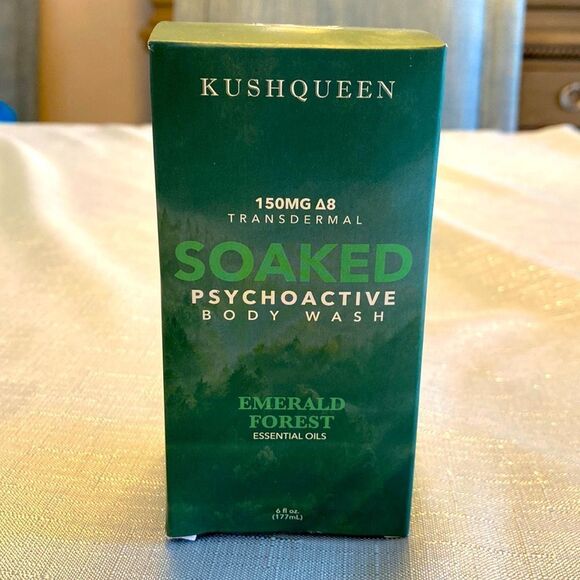 KUSHQUEEN
150MG Δ8
TRANSDERMAL
SOAKED
PSYCHOACTIVE
BODY WASH
EMERALD
FOREST
ESSENTIAL OILS
6 fl oz.
(177mL)